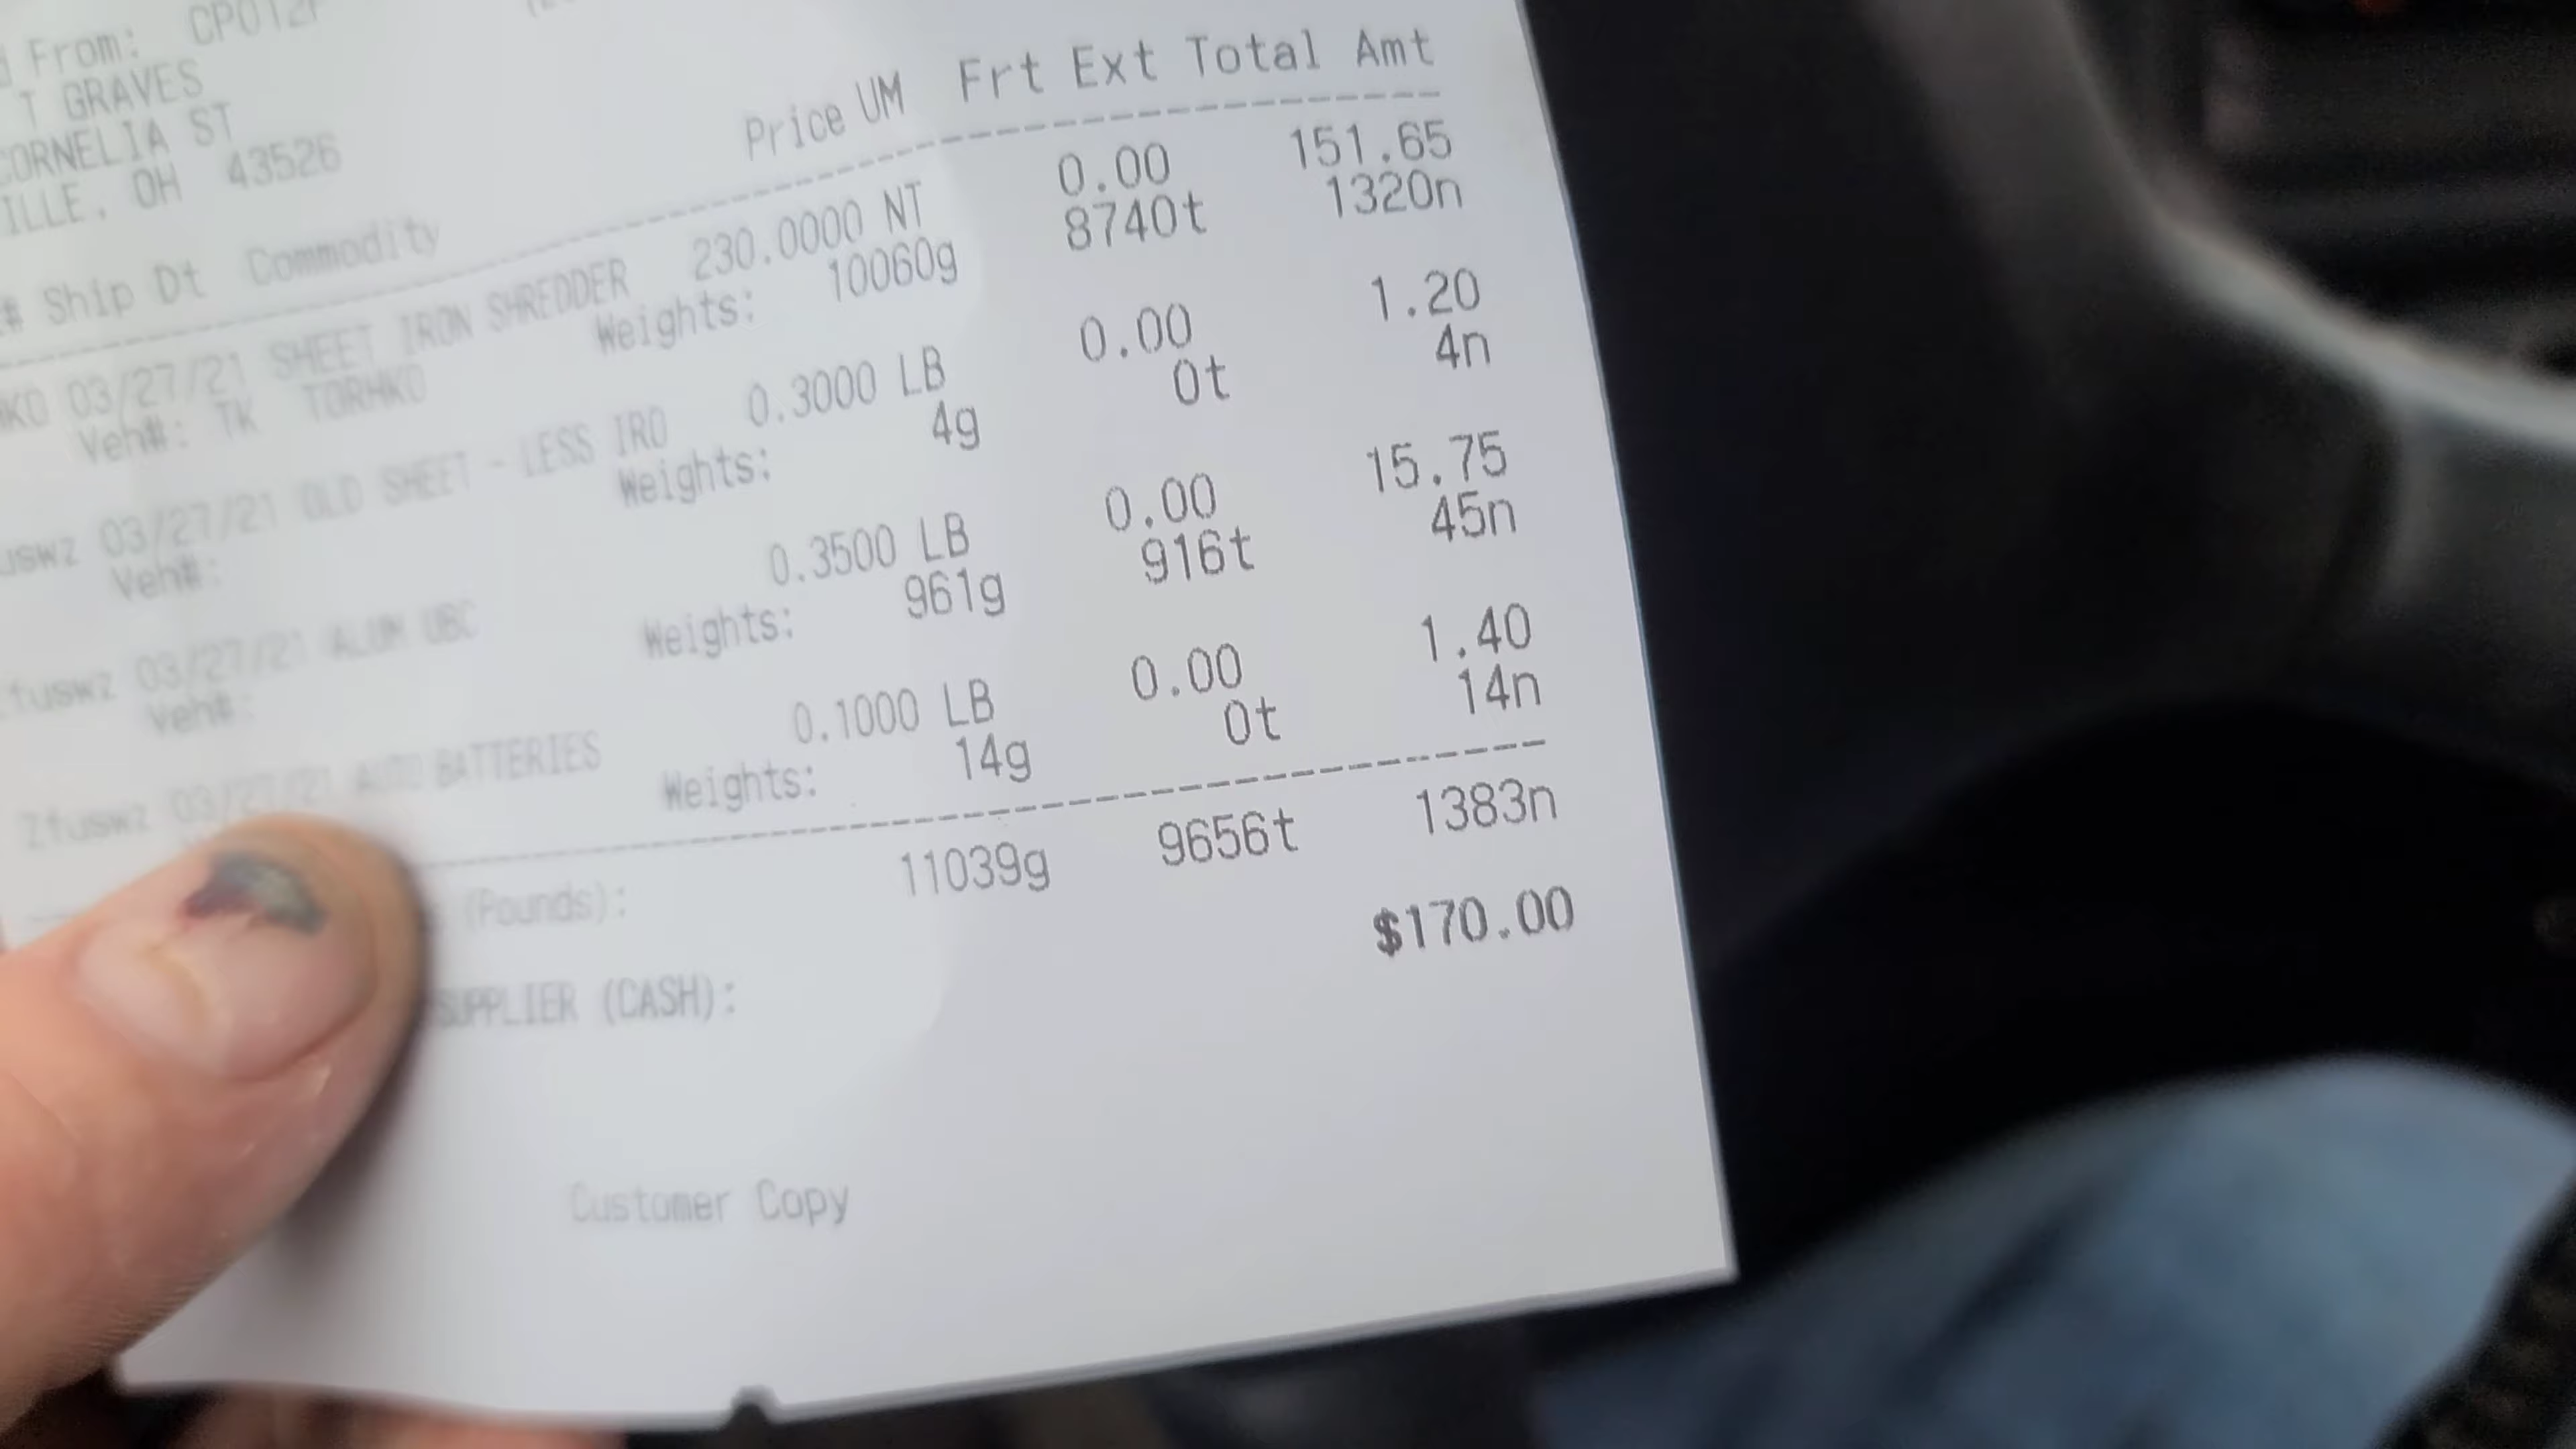 From: CP012F
T GRAVES
CORNELIA ST
ILLE, OH 43526
# Ship Dt Commodity Price UM Frt Ext Total Amt
KO 03/27/21 SHEET IRON SHREDDER 230.0000 NT 0.00 151.65
Veh#: TK TORHKO Weights: 10060g 8740t 1320n
uswz 03/27/21 OLD SHEET - LESS IRO 0.3000 LB 0.00 1.20
Veh#: Weights: 4g 0t 4n
fuswz 03/27/21 ALUM UBC 0.3500 LB 0.00 15.75
Veh#: Weights: 961g 916t 45n
Zfuswz 03/27/21 AUTO BATTERIES 0.1000 LB 0.00 1.40
Weights: 14g 0t 14n
(Pounds): 11039g 9656t 1383n
SUPPLIER (CASH): $170.00
Customer Copy